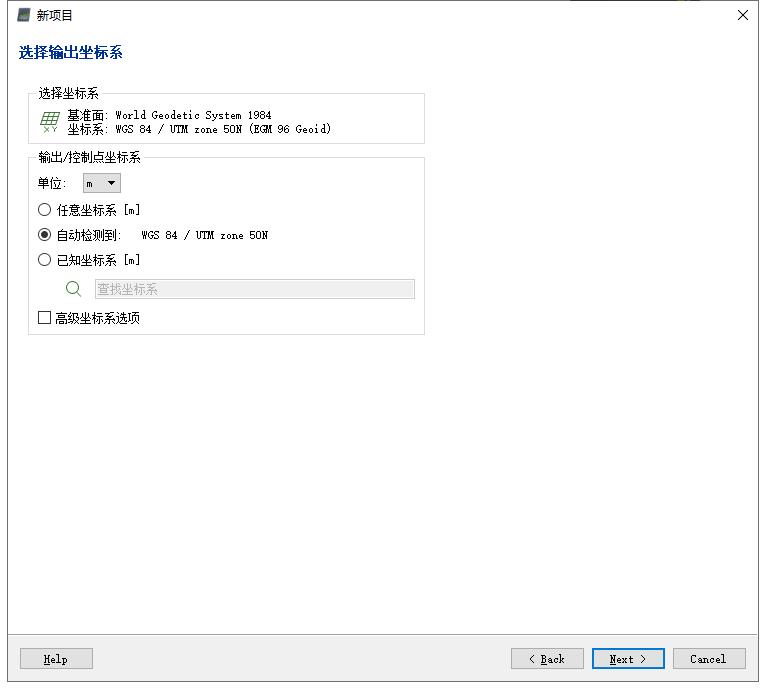 新项目
选择输出坐标系
选择坐标系
基准面: World Geodetic System 1984
坐标系: WGS 84 / UTM zone 50N (EGM 96 Geoid)
输出/控制点坐标系
单位: m
任意坐标系 [m]
自动检测到: WGS 84 / UTM zone 50N
已知坐标系 [m]
查找坐标系
高级坐标系选项
Help < Back Next > Cancel